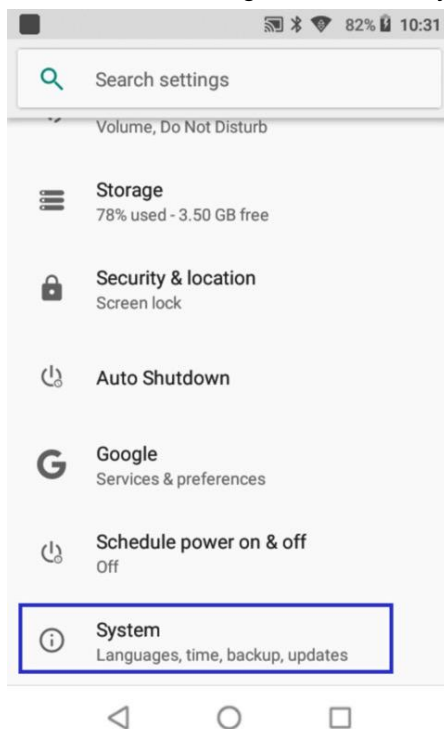 82% 10:31
Search settings
Volume, Do Not Disturb
Storage
78% used - 3.50 GB free
Security & location
Screen lock
Auto Shutdown
Google
Services & preferences
Schedule power on & off
Off
System
Languages, time, backup, updates